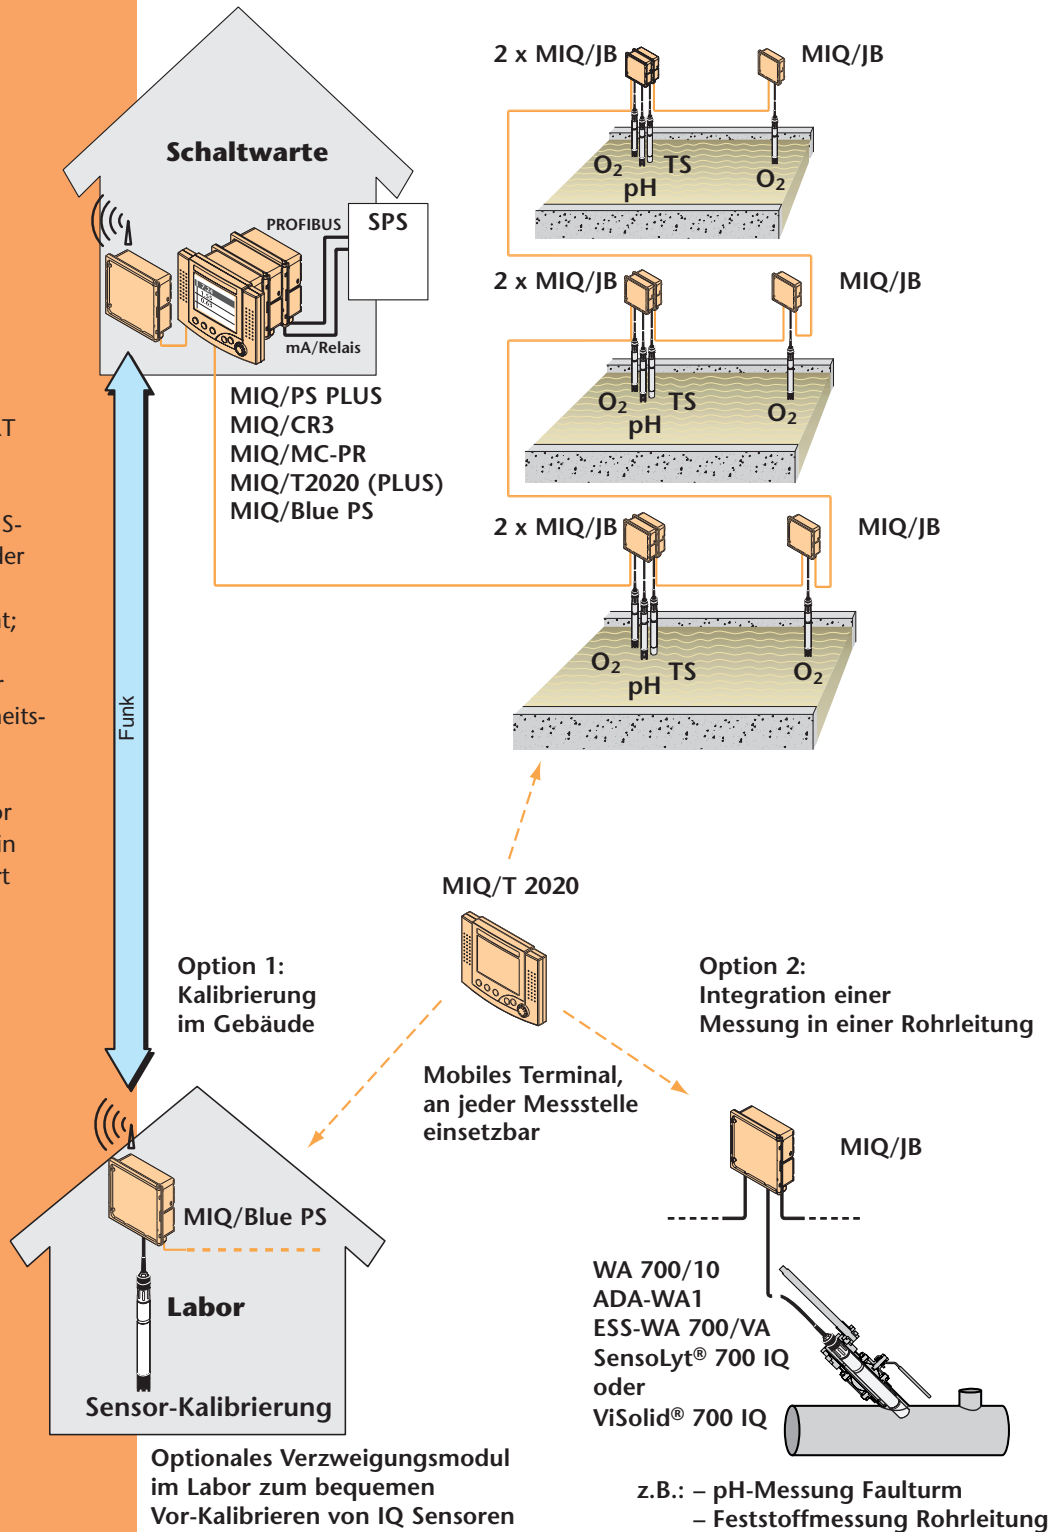 2 x MIQ/JB
MIQ/JB
Schaltwarte
O2
TS
pH
O2
PROFIBUS
SPS
mA/Relais
2 x MIQ/JB
MIQ/JB
O2
TS
pH
O2
MIQ/PS PLUS
MIQ/CR3
MIQ/MC-PR
MIQ/T2020 (PLUS)
MIQ/Blue PS
2 x MIQ/JB
MIQ/JB
O2
TS
pH
O2
S-
der
t;
r
eits-
or
in
rt
Funk
MIQ/T 2020
Option 1:
Kalibrierung
im Gebäude
Option 2:
Integration einer
Messung in einer Rohrleitung
Mobiles Terminal,
an jeder Messstelle
einsetzbar
MIQ/JB
MIQ/Blue PS
Labor
Sensor-Kalibrierung
WA 700/10
ADA-WA1
ESS-WA 700/VA
SensoLyt® 700 IQ
oder
ViSolid® 700 IQ
Optionales Verzweigungsmodul
im Labor zum bequemen
Vor-Kalibrieren von IQ Sensoren
z.B.: – pH-Messung Faulturm
– Feststoffmessung Rohrleitung